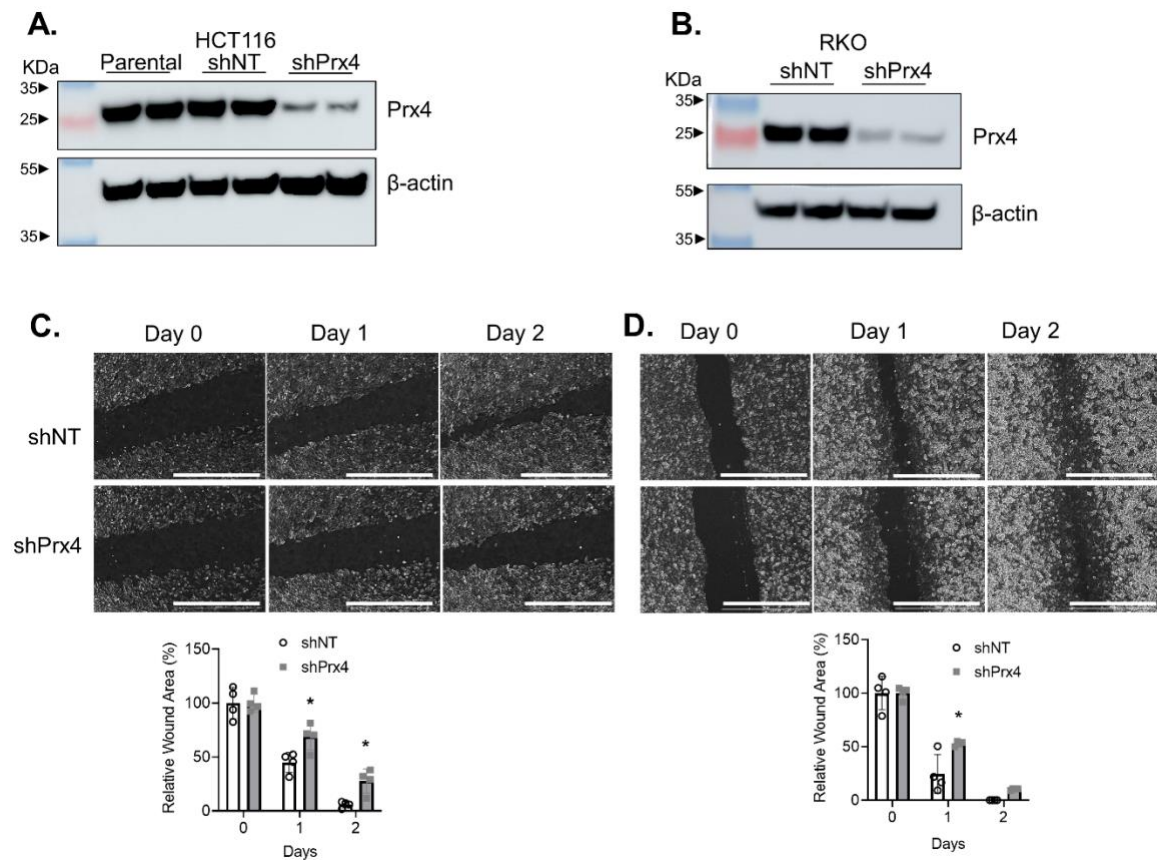 A.
HCT116
Parental shNT shPrx4
KDa
35►
25►
Prx4
55►
β-actin
35►
B.
RKO
shNT shPrx4
KDa
35►
25►
Prx4
55►
β-actin
35►
C.
Day 0 Day 1 Day 2
shNT
shPrx4
Relative Wound Area (%)
150
100
50
0
shNT
shPrx4
*
*
0 1 2
Days
D.
Day 0 Day 1 Day 2
Relative Wound Area (%)
150
100
50
0
shNT
shPrx4
*
0 1 2
Days